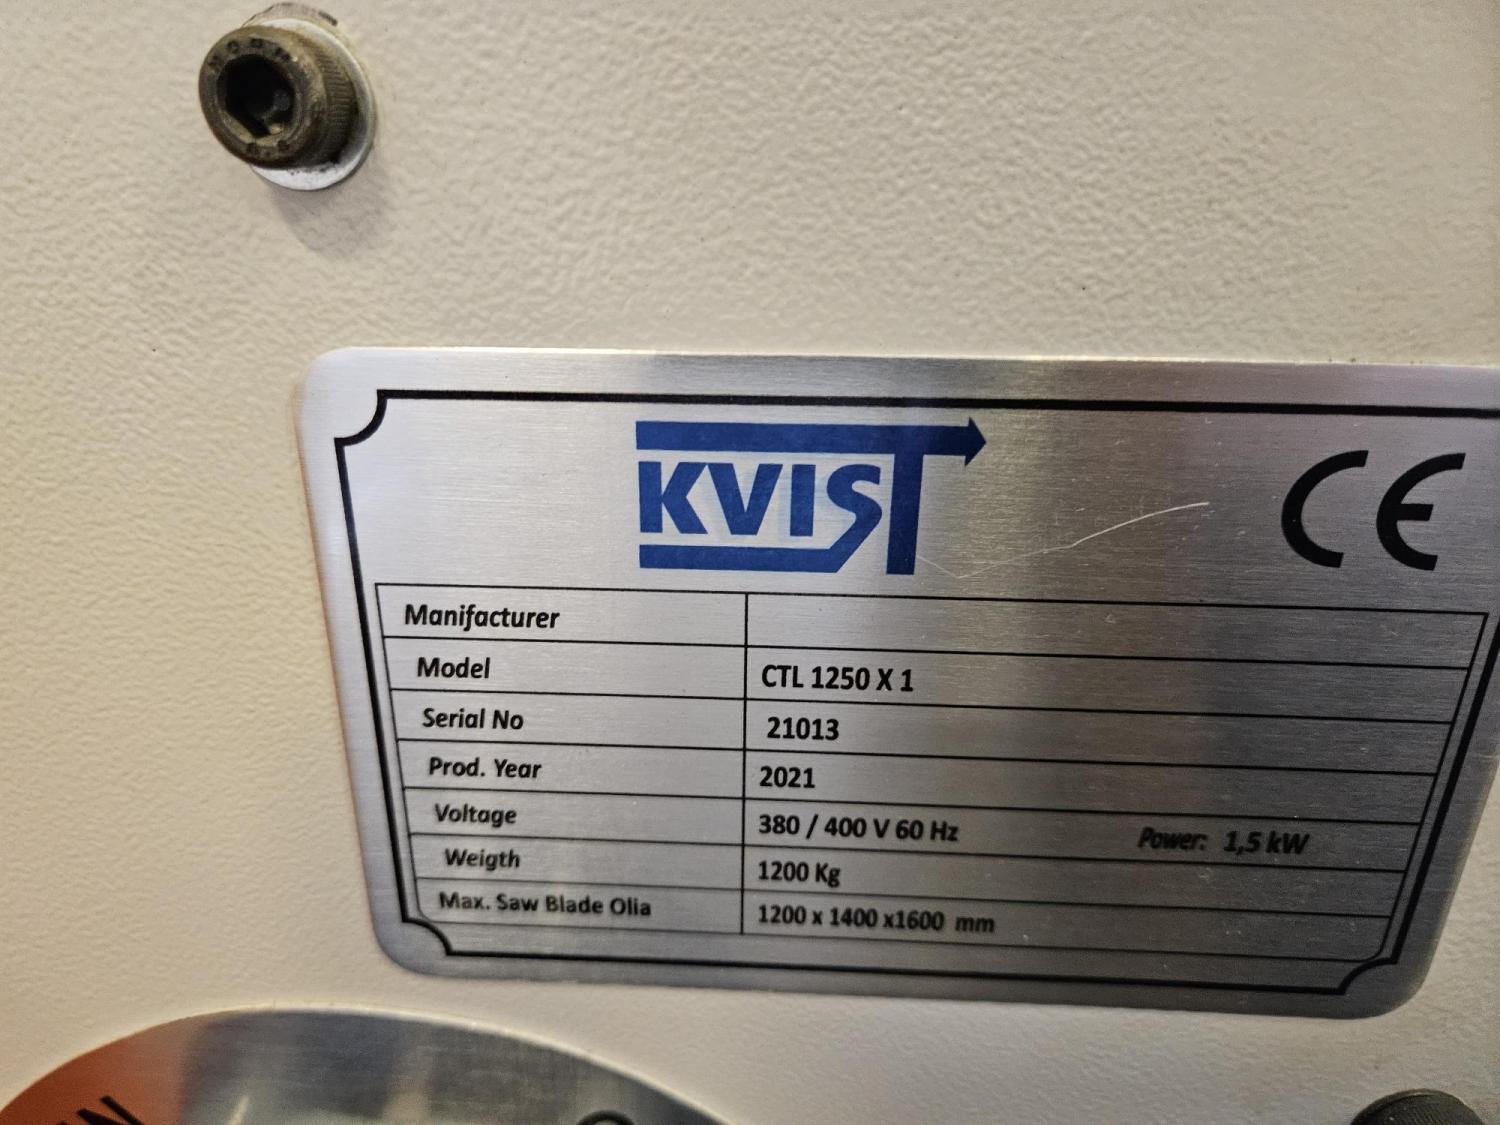 KVIST
CE
Manifacturer
Model CTL 1250 X 1
Serial No 21013
Prod. Year 2021
Voltage 380 / 400 V 60 Hz Power: 1,5 kW
Weigth 1200 Kg
Max. Saw Blade Olia 1200 x 1400 x1600 mm